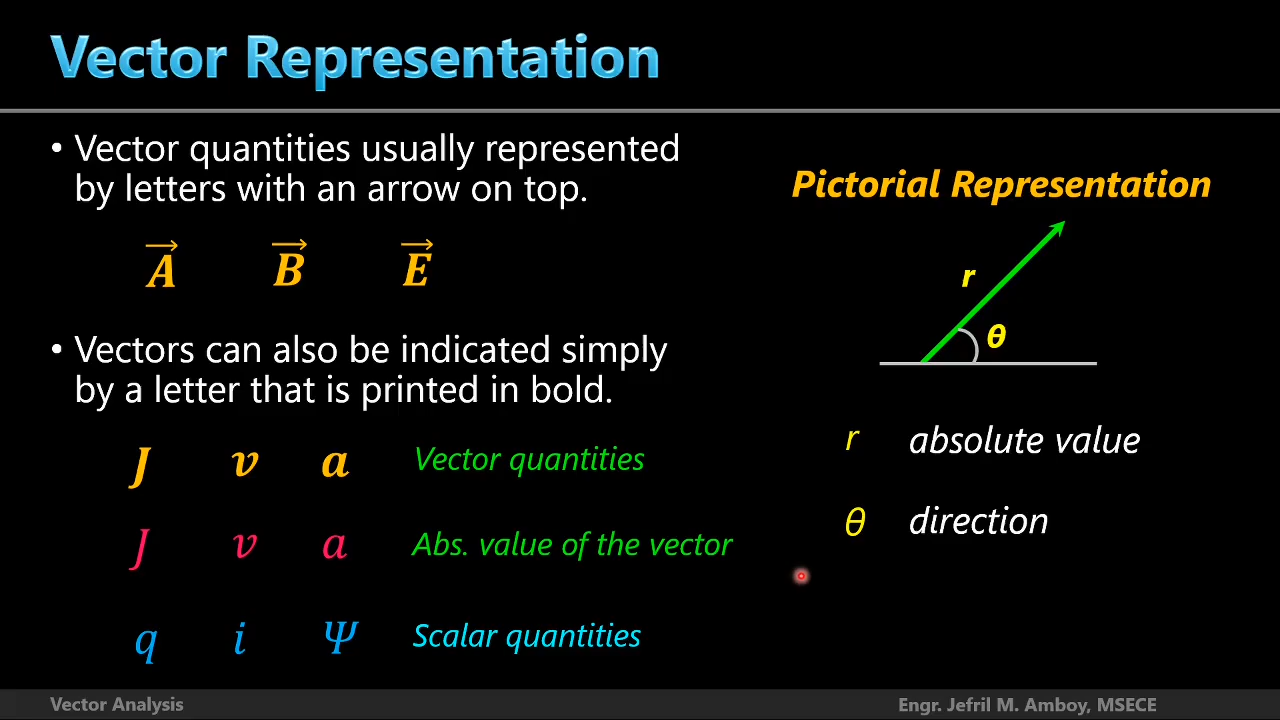 Vector Representation
• Vector quantities usually represented
by letters with an arrow on top.
A⃗ B⃗ E⃗
• Vectors can also be indicated simply
by a letter that is printed in bold.
J v a Vector quantities
J v a Abs. value of the vector
q i Ψ Scalar quantities
Pictorial Representation
r
θ
r absolute value
θ direction
Vector Analysis
Engr. Jefril M. Amboy, MSECE